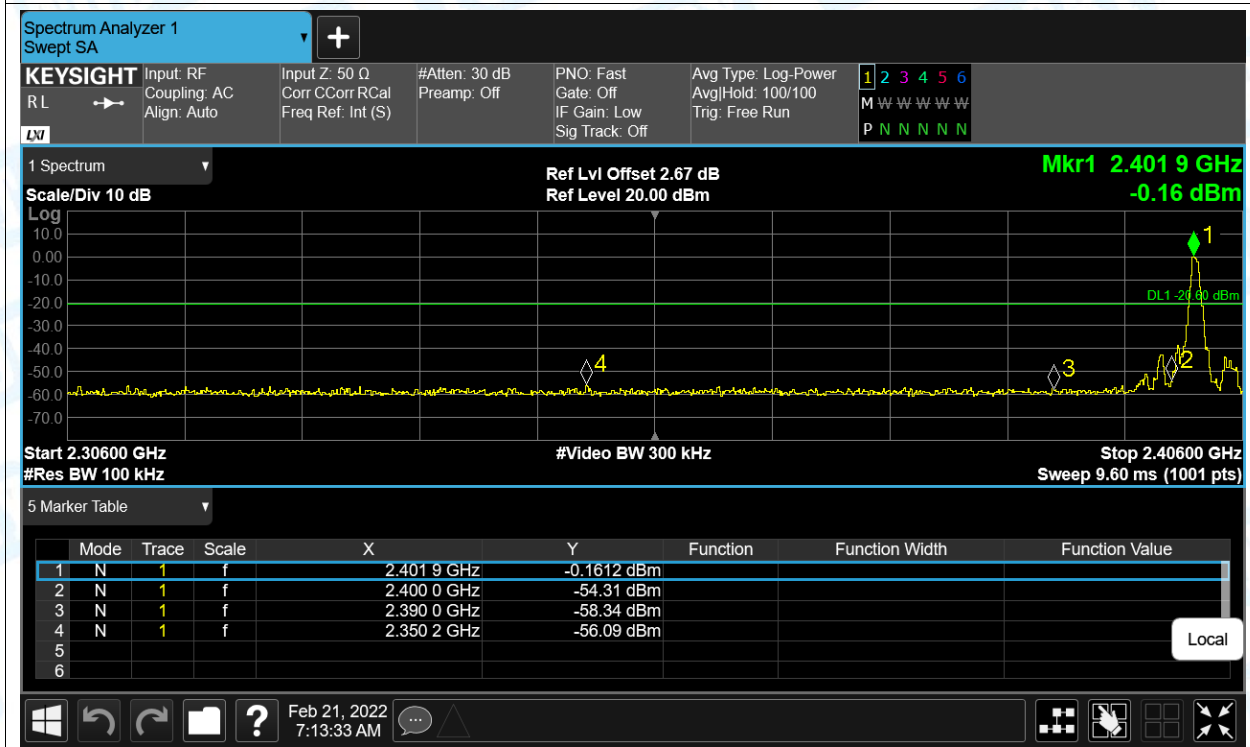 Spectrum Analyzer 1
Swept SA
KEYSIGHT
R L
LXI
Input: RF
Coupling: AC
Align: Auto
Input Z: 50 Ω
Corr CCorr RCal
Freq Ref: Int (S)
#Atten: 30 dB
Preamp: Off
PNO: Fast
Gate: Off
IF Gain: Low
Sig Track: Off
Avg Type: Log-Power
Avg|Hold: 100/100
Trig: Free Run
1 2 3 4 5 6
M W W W W W
P N N N N N
1 Spectrum
Scale/Div 10 dB
Ref Lvl Offset 2.67 dB
Ref Level 20.00 dBm
Mkr1 2.401 9 GHz
-0.16 dBm
Log
10.0
0.00
-10.0
-20.0
-30.0
-40.0
-50.0
-60.0
-70.0
1
DL1 -20.60 dBm
4
3
2
Start 2.30600 GHz
#Video BW 300 kHz
Stop 2.40600 GHz
#Res BW 100 kHz
Sweep 9.60 ms (1001 pts)
5 Marker Table
Mode Trace Scale X Y Function Function Width Function Value
1 N 1 f 2.401 9 GHz -0.1612 dBm
2 N 1 f 2.400 0 GHz -54.31 dBm
3 N 1 f 2.390 0 GHz -58.34 dBm
4 N 1 f 2.350 2 GHz -56.09 dBm
5
6
Local
?
Feb 21, 2022
7:13:33 AM